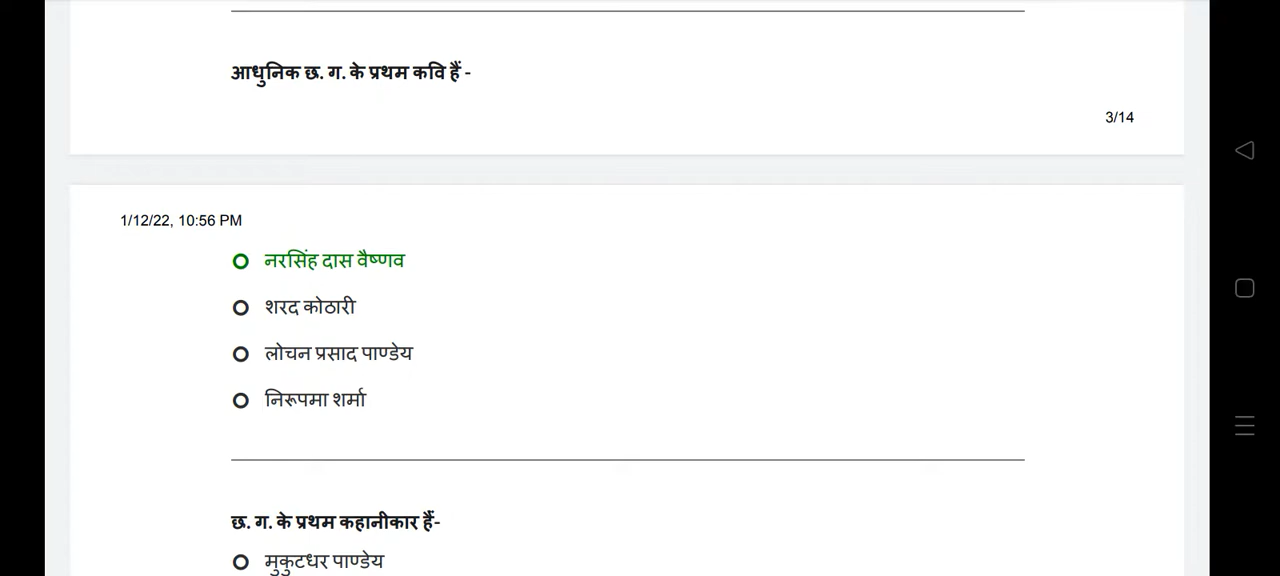 आधुनिक छ. ग. के प्रथम कवि हैं -
3/14
1/12/22, 10:56 PM
नरसिंह दास वैष्णव
शरद कोठारी
लोचन प्रसाद पाण्डेय
निरूपमा शर्मा
छ. ग. के प्रथम कहानीकार हैं-
मुकुटधर पाण्डेय